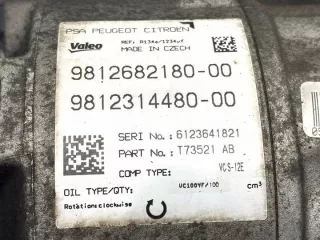 PSA PEUGEOT CITROËN
Valeo
REF: R134a/1234yf
MADE IN CZECH
9812682180-00
9812314480-00
SERI No.: 6123641821
PART No.: T73521 AB
COMP TYPE: VCS-12E
OIL TYPE/QTY: VC100YF/100 cm³
Rotation:clockwise